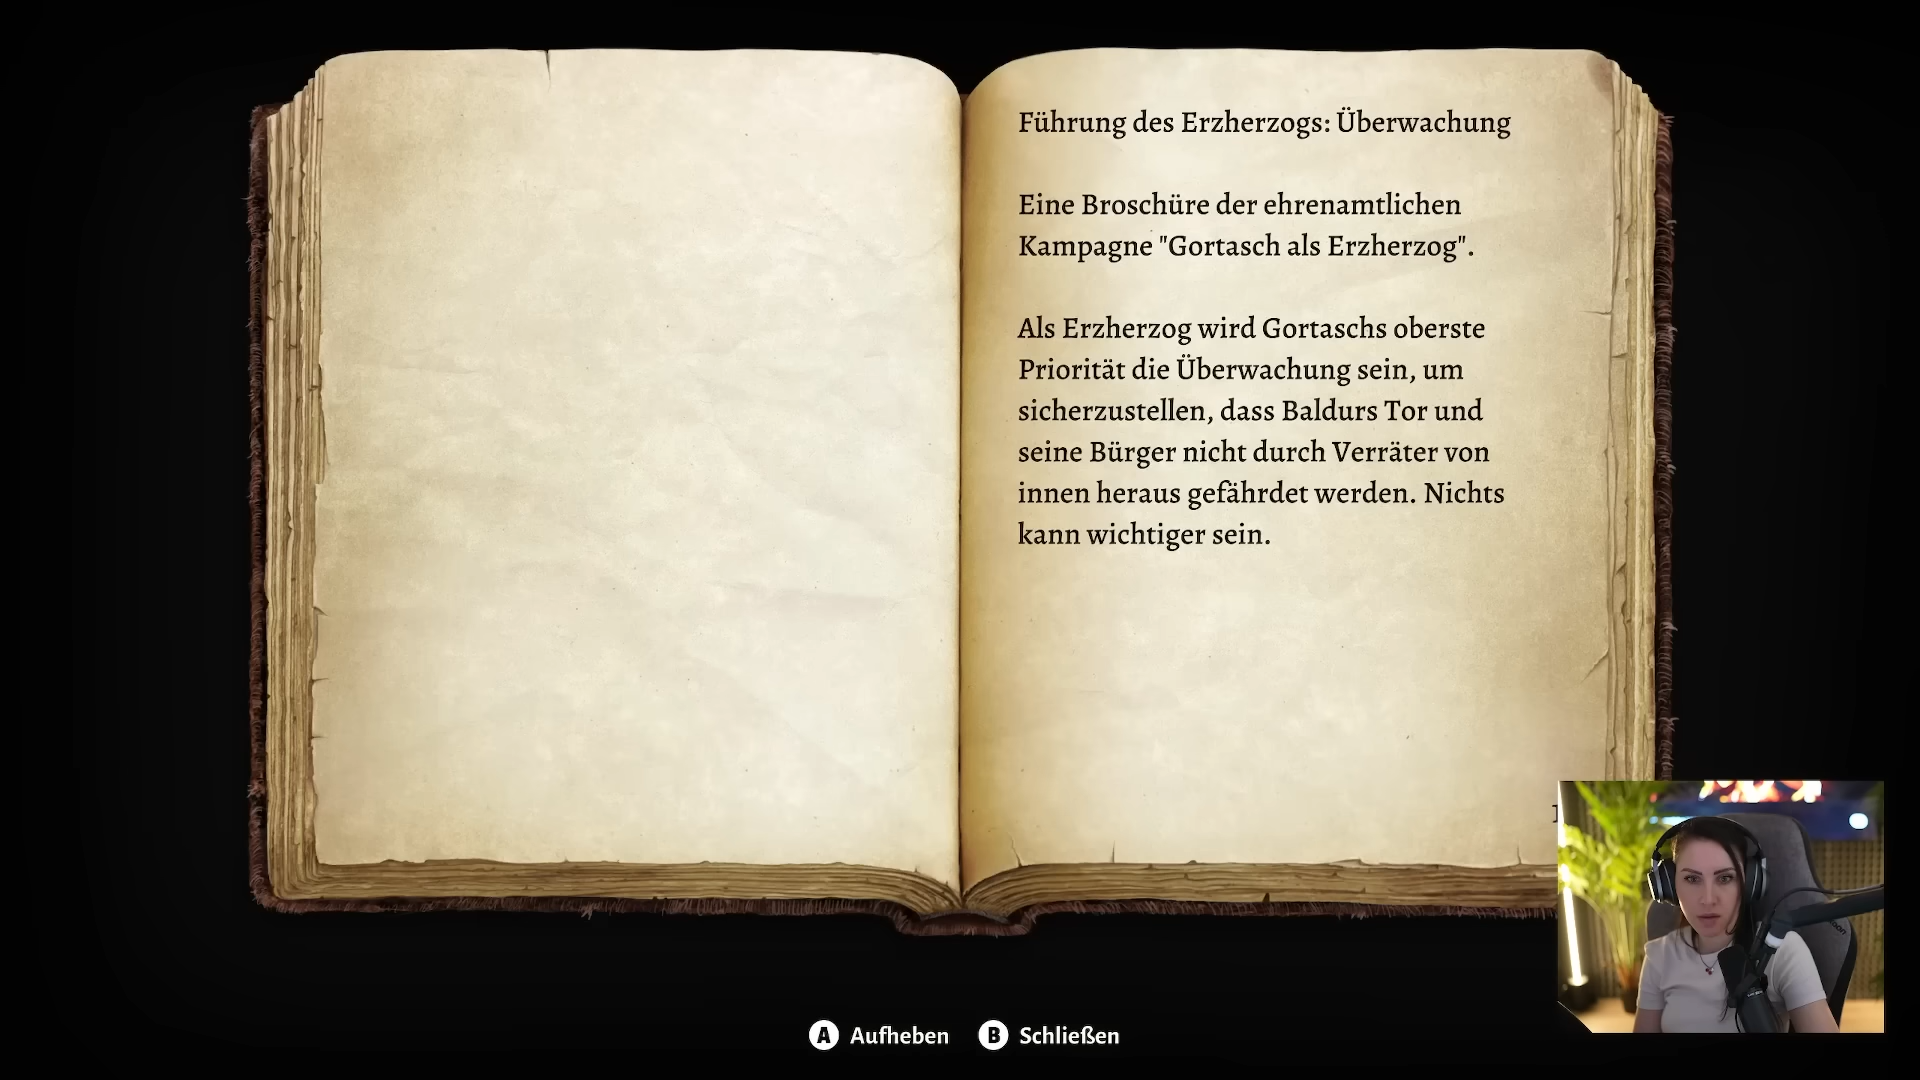 Führung des Erzherzogs: Überwachung
Eine Broschüre der ehrenamtlichen
Kampagne "Gortasch als Erzherzog".
Als Erzherzog wird Gortaschs oberste
Priorität die Überwachung sein, um
sicherzustellen, dass Baldurs Tor und
seine Bürger nicht durch Verräter von
innen heraus gefährdet werden. Nichts
kann wichtiger sein.
A Aufheben B Schließen